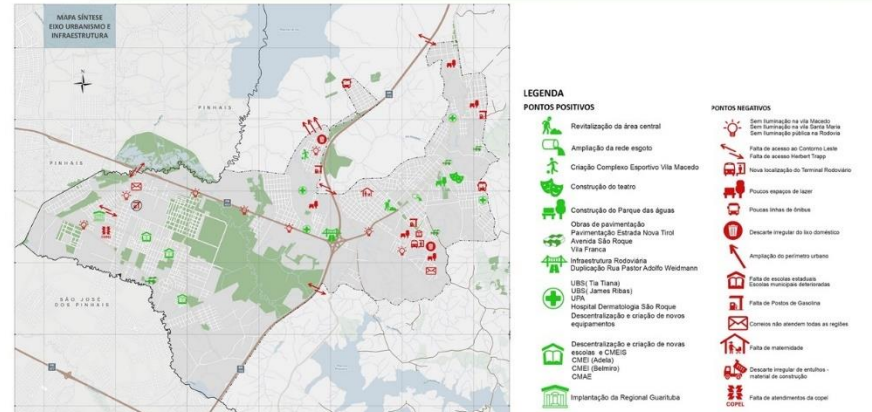 MAPA SÍNTESE
EIXO URBANISMO E
INFRAESTRUTURA
N
PINHAIS
PINHAIS
SÃO JOSÉ
DOS PINHAIS
COPEL
LEGENDA
PONTOS POSITIVOS
Revitalização da área central
Ampliação da rede esgoto
Criação Complexo Esportivo Vila Macedo
Construção do teatro
Construção do Parque das águas
Obras de pavimentação
Pavimentação Estrada Nova Tirol
Avenida São Roque
Vila Franca
Infraestrutura Rodoviária
Duplicação Rua Pastor Adolfo Weidmann
UBS( Tia Tiana)
UBS( James Ribas)
UPA
Hospital Dermatologia São Roque
Descentralização e criação de novos
equipamentos
Descentralização e criação de novas
escolas e CMEIS
CMEI (Adela)
CMEI (Belmiro)
CMAE
Implantação da Regional Guarituba
PONTOS NEGATIVOS
Sem Iluminação na vila Macedo
Sem Iluminação na vila Santa Maria
Sem Iluminação pública na Rodovia
Falta de acesso ao Contorno Leste
Falta de acesso Herbert Trapp
Nova localização do Terminal Rodoviário
Poucos espaços de lazer
Poucas linhas de ônibus
Descarte irregular do lixo doméstico
Ampliação do perímetro urbano
Falta de escolas estaduais
Escolas municipais deterioradas
Falta de Postos de Gasolina
Correios não atendem todas as regiões
Falta de maternidade
Descarte irregular de entulhos -
material de construção
COPEL
Falta de atendimentos da copel